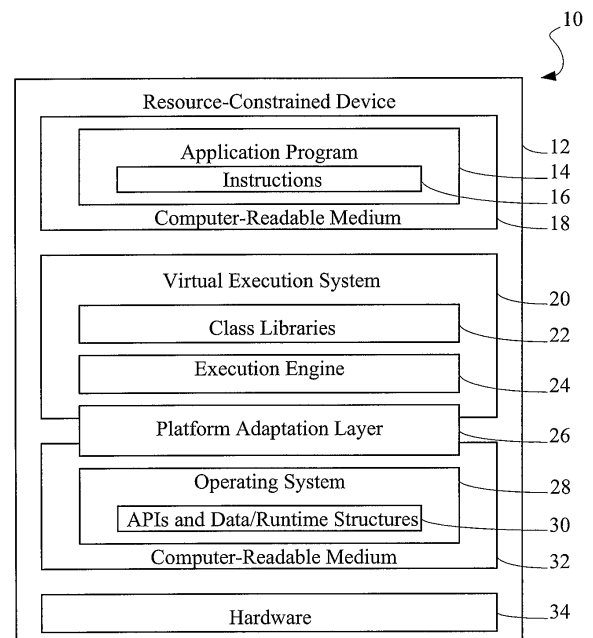 10
Resource-Constrained Device
12
Application Program
14
Instructions
16
Computer-Readable Medium
18
Virtual Execution System
20
Class Libraries
22
Execution Engine
24
Platform Adaptation Layer
26
Operating System
28
APIs and Data/Runtime Structures
30
Computer-Readable Medium
32
Hardware
34